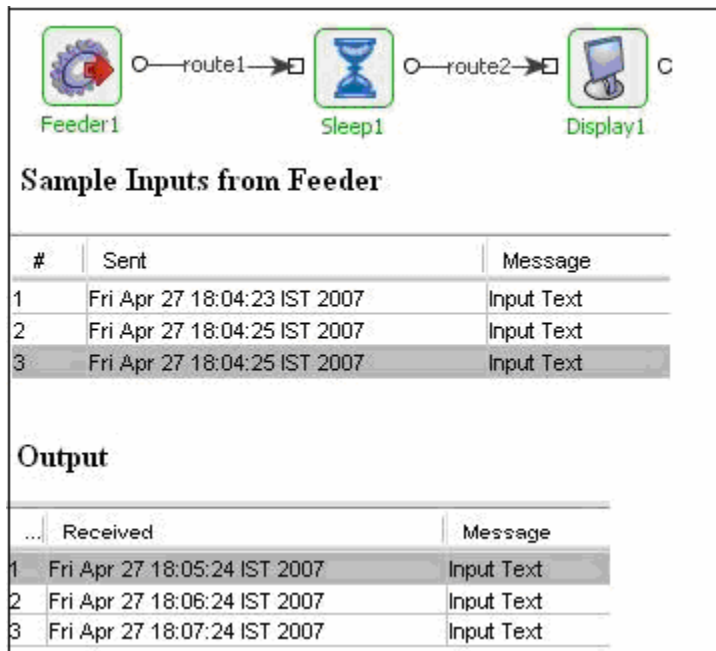 route1
route2
Feeder1
Sleep1
Display1
Sample Inputs from Feeder
# Sent Message
1 Fri Apr 27 18:04:23 IST 2007 Input Text
2 Fri Apr 27 18:04:25 IST 2007 Input Text
3 Fri Apr 27 18:04:25 IST 2007 Input Text
Output
... Received Message
1 Fri Apr 27 18:05:24 IST 2007 Input Text
2 Fri Apr 27 18:06:24 IST 2007 Input Text
3 Fri Apr 27 18:07:24 IST 2007 Input Text